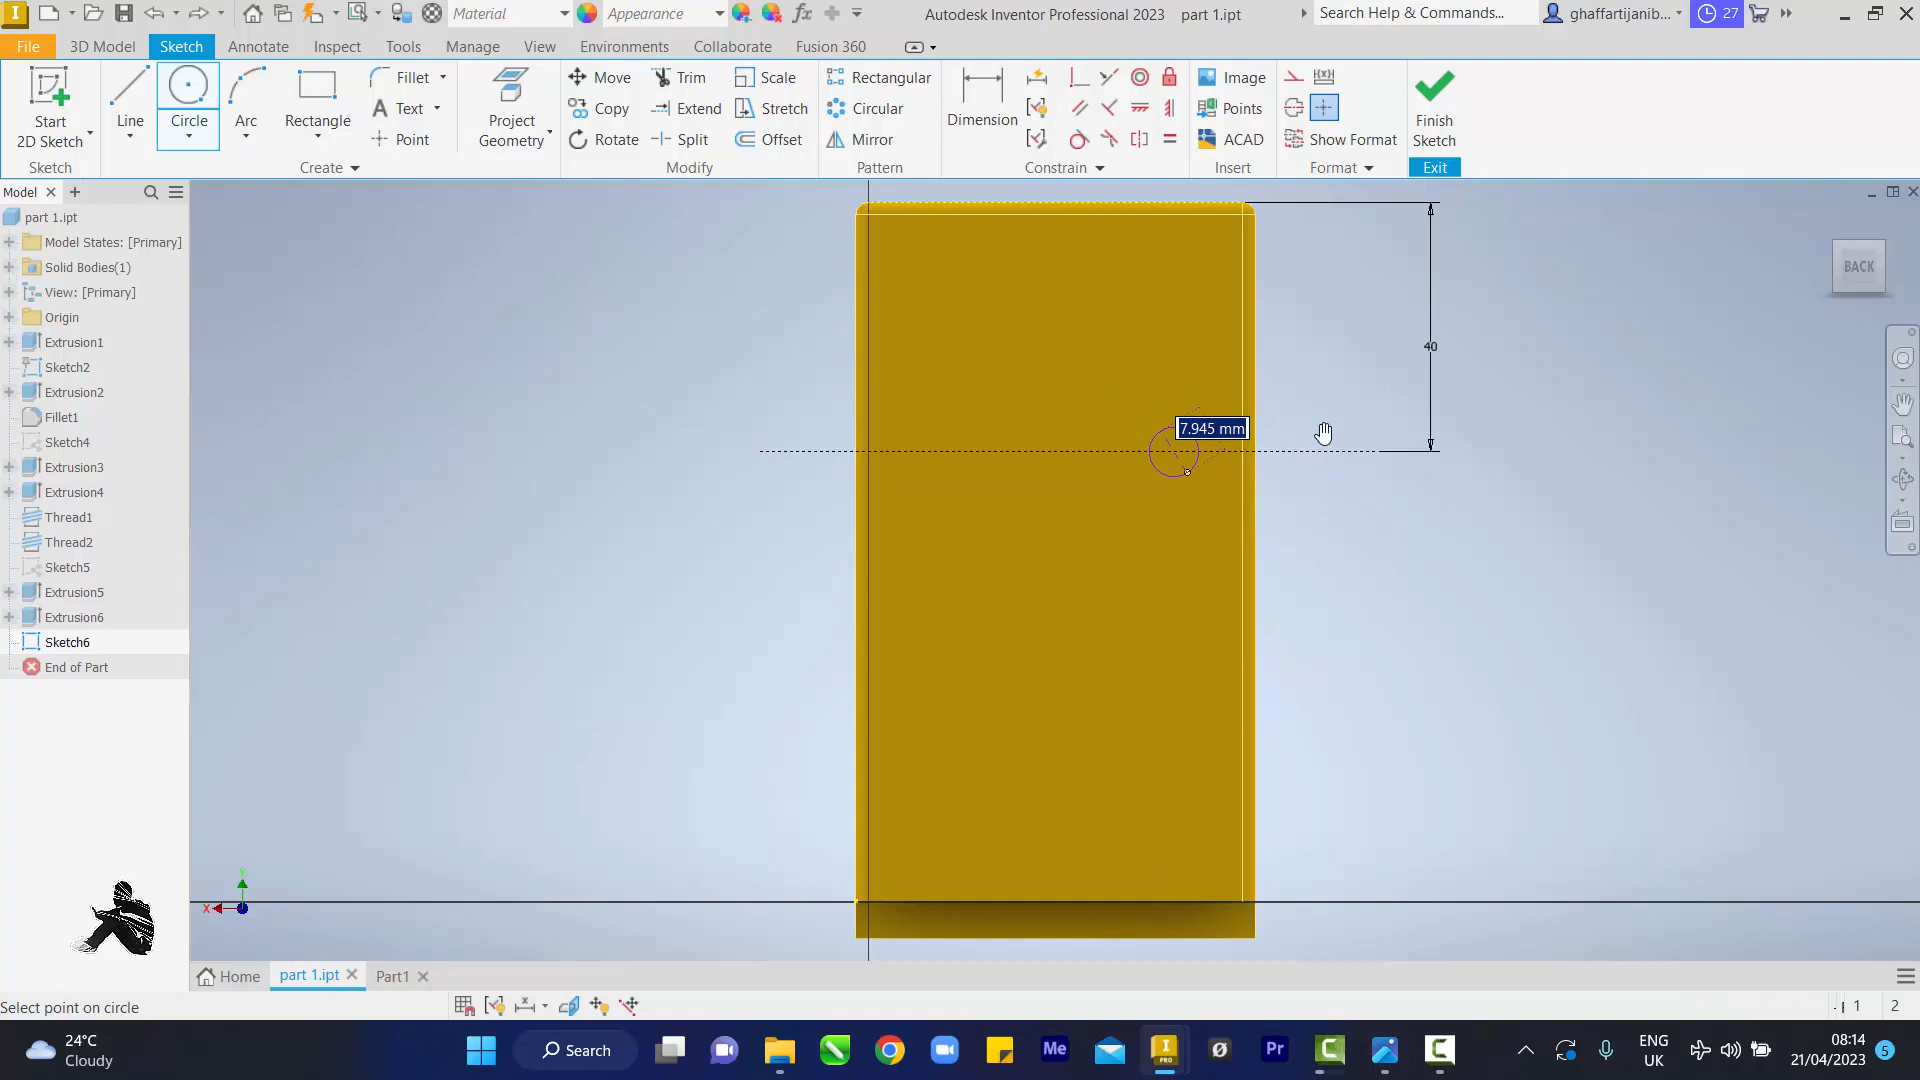 Material
Appearance
fx
Autodesk Inventor Professional 2023 part 1.ipt
Search Help & Commands...
ghaffartijanib...
27
File 3D Model Sketch Annotate Inspect Tools Manage View Environments Collaborate Fusion 360
Start
2D Sketch
Line
Circle
Arc
Rectangle
Fillet
Text
Point
Project
Geometry
Move
Copy
Rotate
Trim
Extend
Split
Scale
Stretch
Offset
Rectangular
Circular
Mirror
Dimension
Image
Points
ACAD
Show Format
Finish
Sketch
Sketch Create Modify Pattern Constrain Insert Format Exit
Model
part 1.ipt
Model States: [Primary]
Solid Bodies(1)
View: [Primary]
Origin
Extrusion1
Sketch2
Extrusion2
Fillet1
Sketch4
Extrusion3
Extrusion4
Thread1
Thread2
Sketch5
Extrusion5
Extrusion6
Sketch6
End of Part
BACK
40
7.945 mm
Y
X
Home part 1.ipt Part1
Select point on circle
1 2
24°C
Cloudy
Search
Me
I
PRO
Pr
ENG
UK
08:14
21/04/2023
5